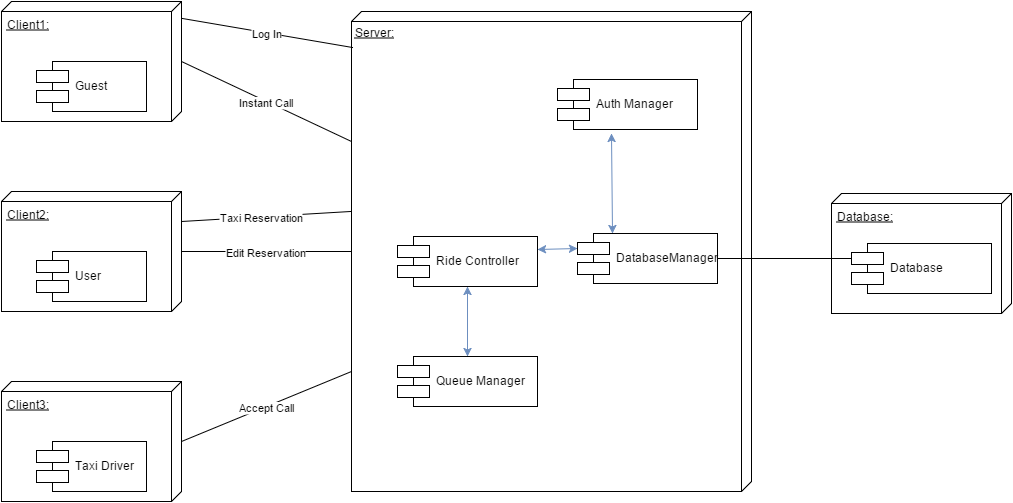 Client1:
Guest
Log In
Instant Call
Client2:
User
Taxi Reservation
Edit Reservation
Client3:
Taxi Driver
Accept Call
Server:
Auth Manager
Ride Controller
DatabaseManager
Queue Manager
Database:
Database